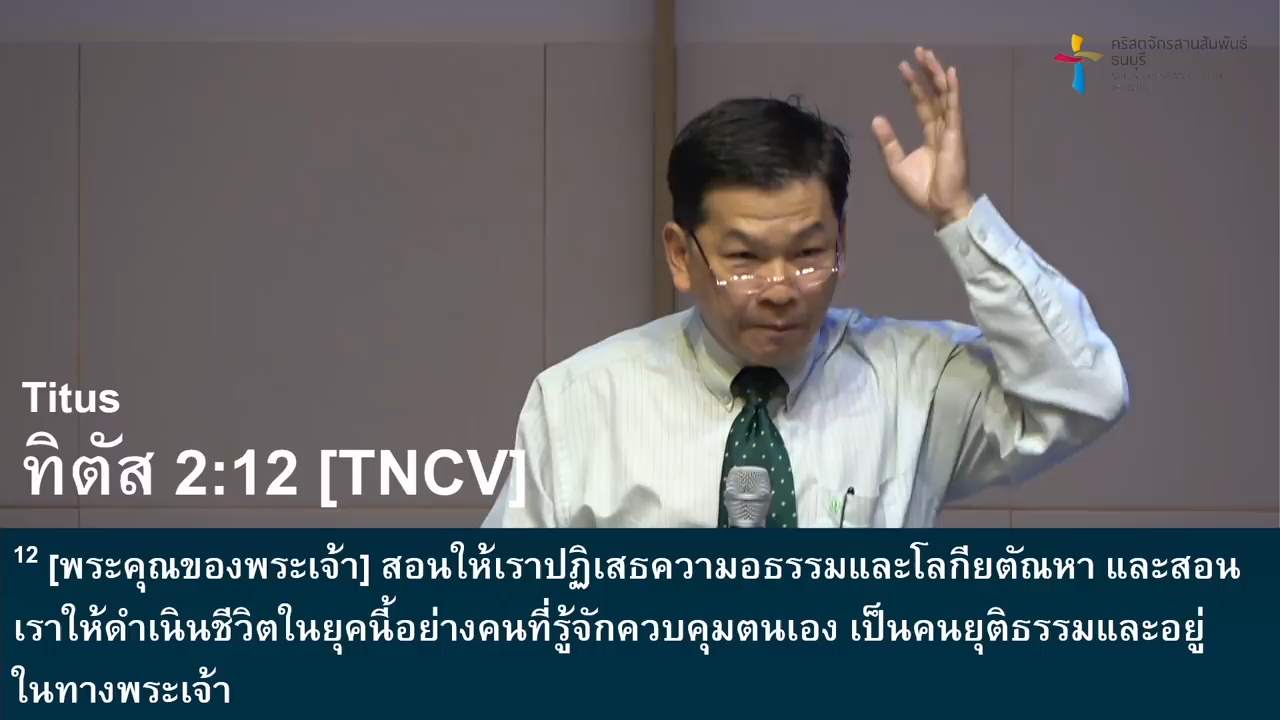 คริสตจักรสานสัมพันธ์
ธนบุรี
Titus
ทิตัส 2:12 [TNCV]
12 [พระคุณของพระเจ้า] สอนให้เราปฏิเสธความอธรรมและโลกียตัณหา และสอน
เราให้ดำเนินชีวิตในยุคนี้อย่างคนที่รู้จักควบคุมตนเอง เป็นคนยุติธรรมและอยู่
ในทางพระเจ้า